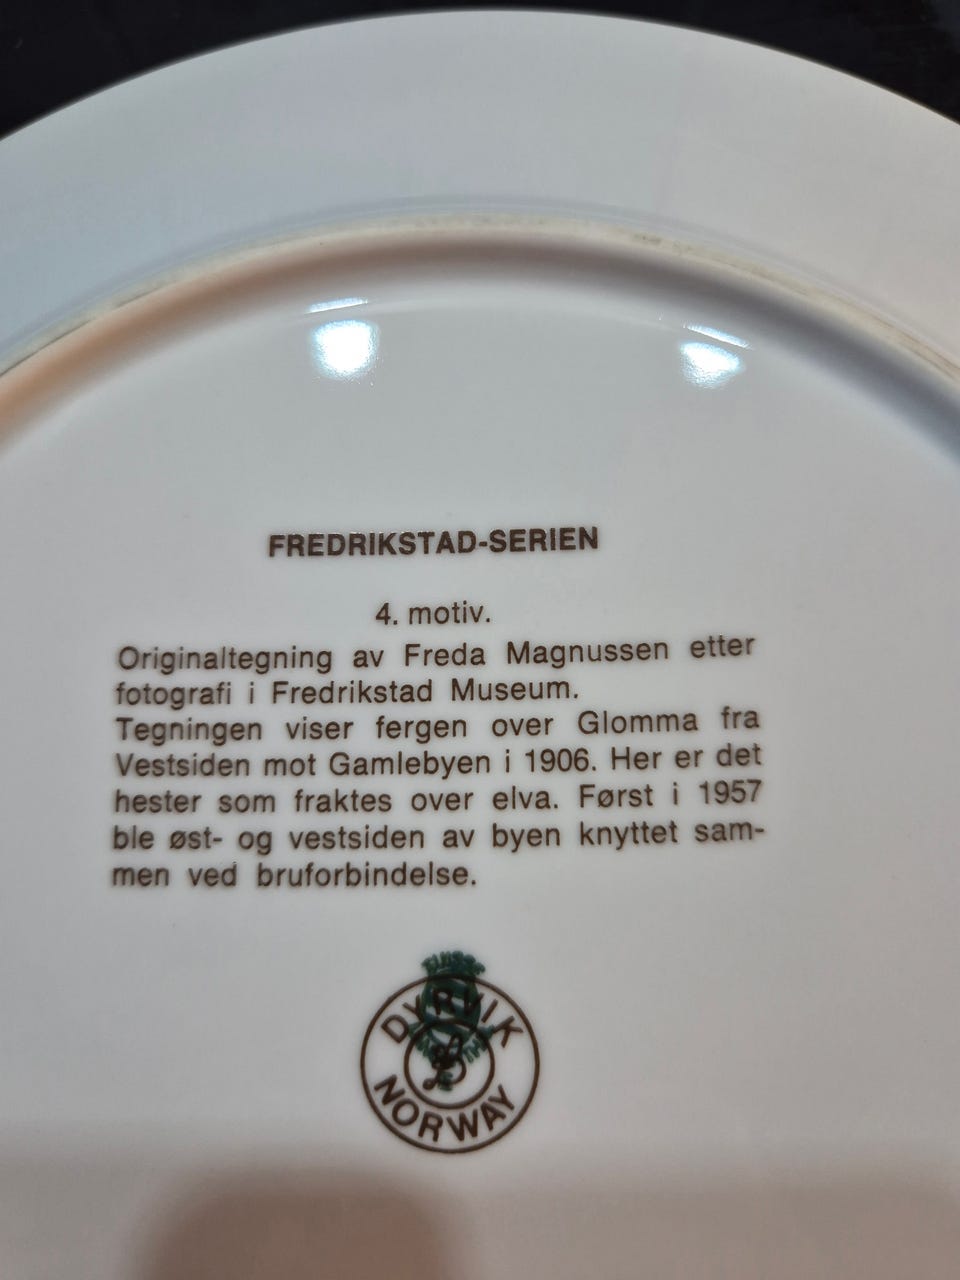 FREDRIKSTAD-SERIEN
4. motiv.
Originaltegning av Freda Magnussen etter
fotografi i Fredrikstad Museum.
Tegningen viser fergen over Glomma fra
Vestsiden mot Gamlebyen i 1906. Her er det
hester som fraktes over elva. Først i 1957
ble øst- og vestsiden av byen knyttet sam-
men ved bruforbindelse.
DYRVIK
NORWAY